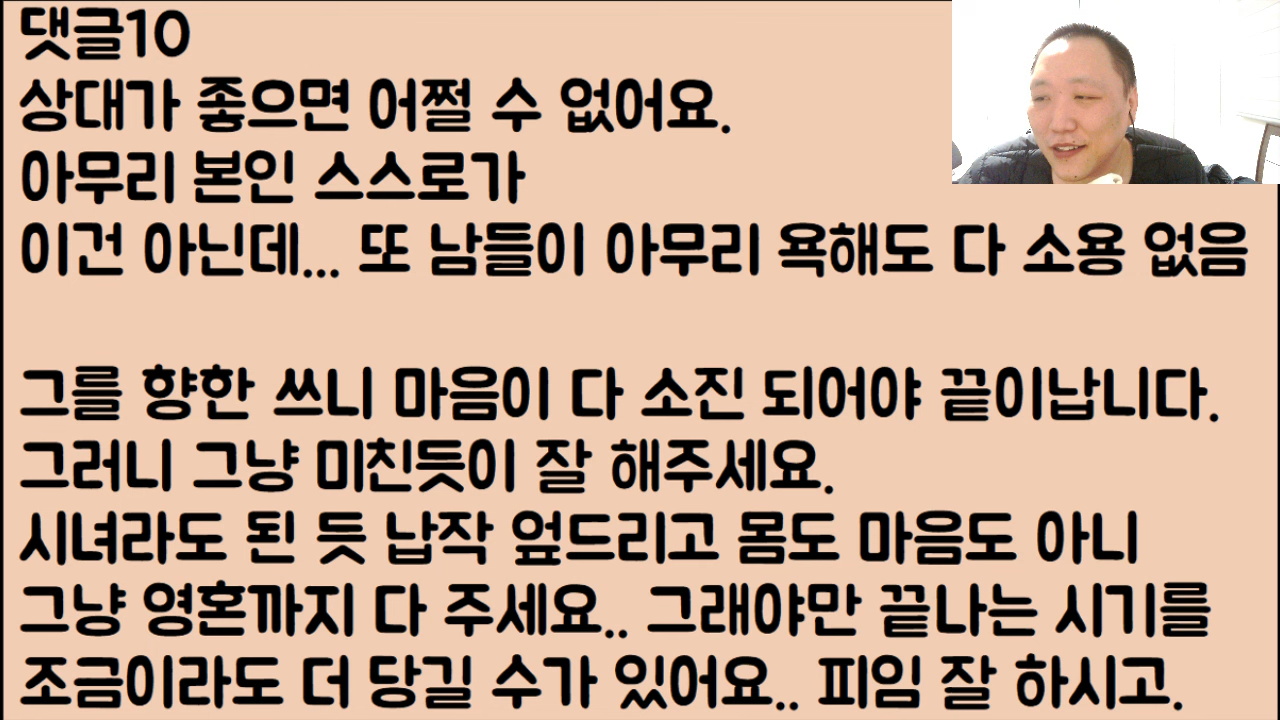 댓글10
상대가 좋으면 어쩔 수 없어요.
아무리 본인 스스로가
이건 아닌데... 또 남들이 아무리 욕해도 다 소용 없음
그를 향한 쓰니 마음이 다 소진 되어야 끝이납니다.
그러니 그냥 미친듯이 잘 해주세요.
시녀라도 된 듯 납작 엎드리고 몸도 마음도 아니
그냥 영혼까지 다 주세요.. 그래야만 끝나는 시기를
조금이라도 더 당길 수가 있어요.. 피임 잘 하시고.